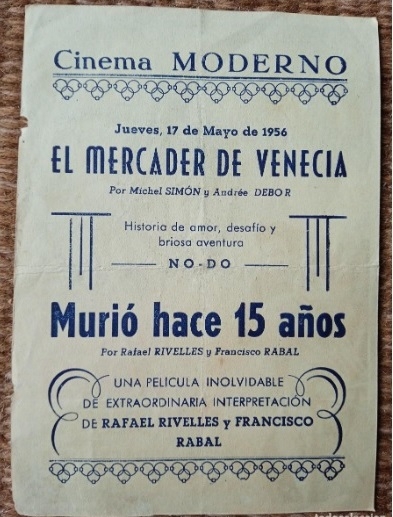 Cinema MODERNO
Jueves, 17 de Mayo de 1956
EL MERCADER DE VENECIA
Por Michel SIMÓN y Andrée DEBOR
Historia de amor, desafío y
briosa aventura
NO-DO
Murió hace 15 años
Por Rafael RIVELLES y Francisco RABAL
UNA PELICULA INOLVIDABLE
DE EXTRAORDINARIA INTERPRETACIÓN
DE RAFAEL RIVELLES y FRANCISCO
RABAL